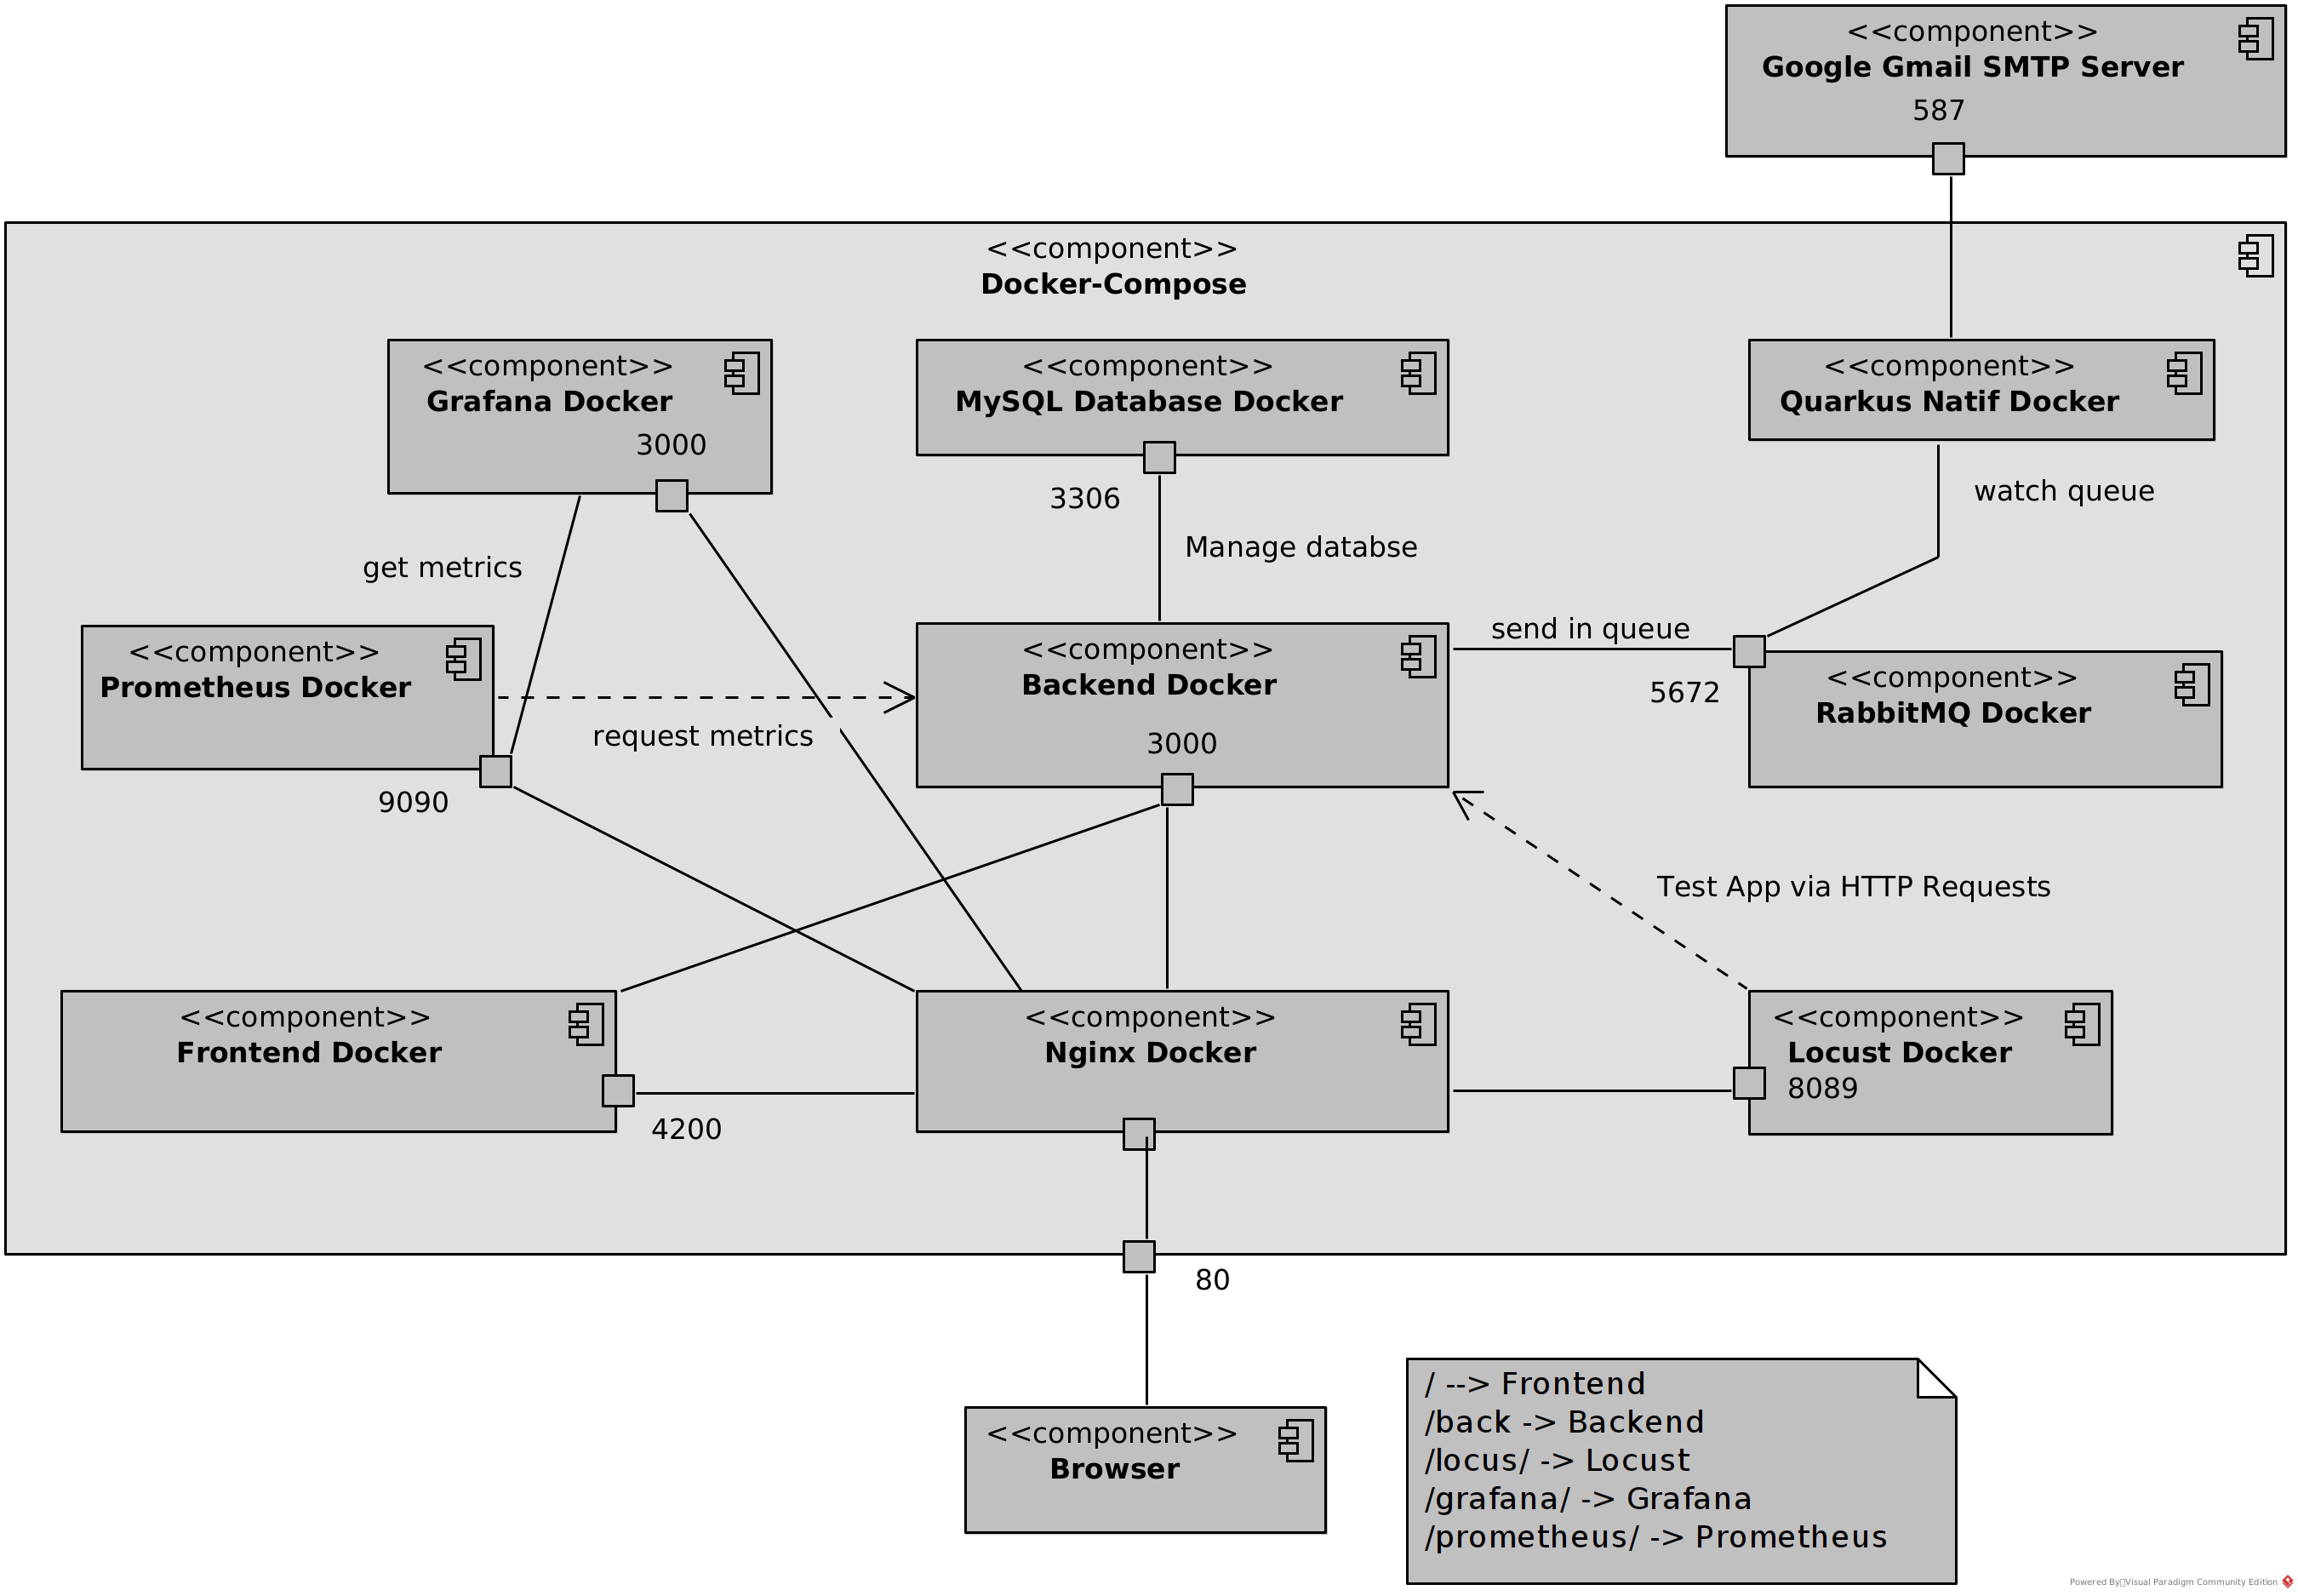 <<component>>
Google Gmail SMTP Server
587
<<component>>
Docker-Compose
<<component>>
Grafana Docker
3000
<<component>>
MySQL Database Docker
3306
<<component>>
Quarkus Natif Docker
watch queue
get metrics
Manage databse
<<component>>
Prometheus Docker
9090
request metrics
<<component>>
Backend Docker
3000
send in queue
5672
<<component>>
RabbitMQ Docker
Test App via HTTP Requests
<<component>>
Frontend Docker
4200
<<component>>
Nginx Docker
<<component>>
Locust Docker
8089
80
<<component>>
Browser
/ --> Frontend
/back -> Backend
/locus/ -> Locust
/grafana/ -> Grafana
/prometheus/ -> Prometheus
Powered By Visual Paradigm Community Edition